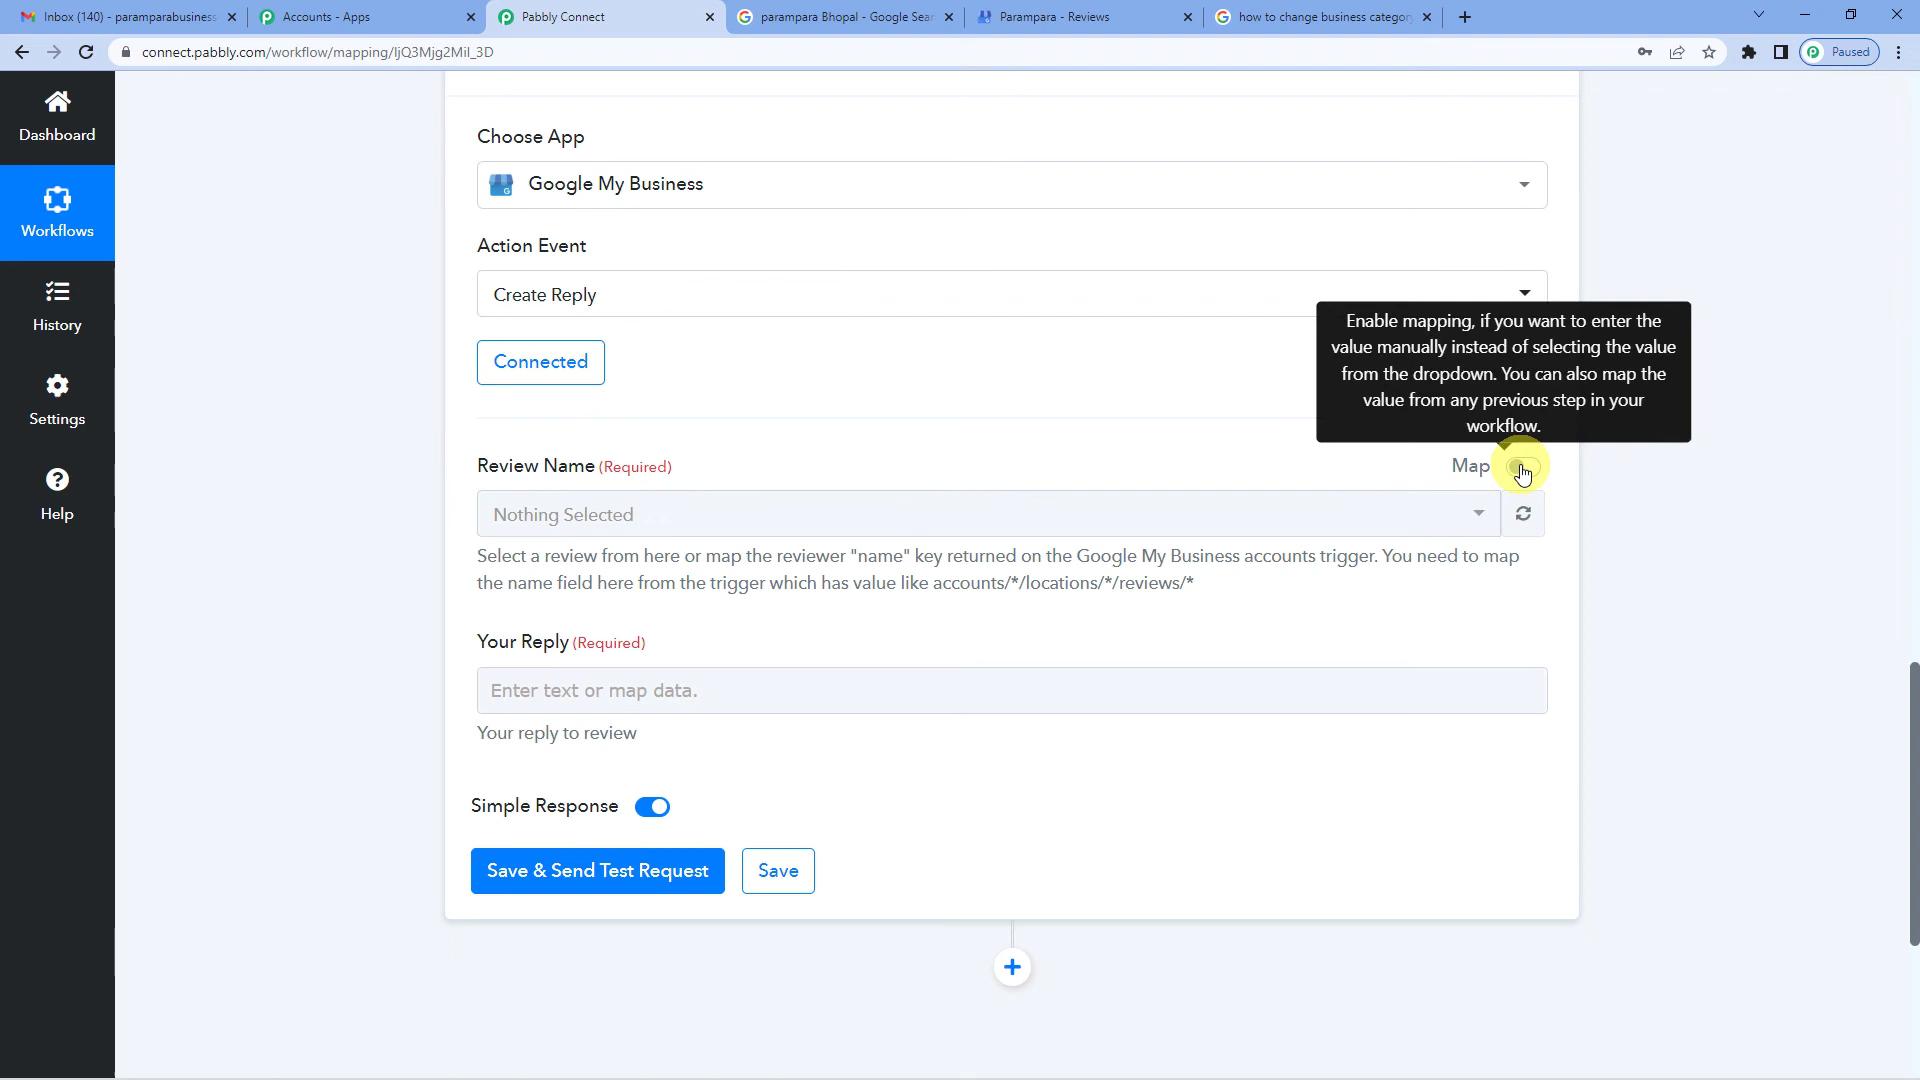 Inbox (140) - paramparabusiness
Accounts - Apps
Pabbly Connect
parampara Bhopal - Google Sear
Parampara - Reviews
how to change business category
connect.pabbly.com/workflow/mapping/IjQ3Mjg2MiI_3D
Paused
Dashboard
Workflows
History
Settings
Help
Choose App
Google My Business
Action Event
Create Reply
Connected
Enable mapping, if you want to enter the
value manually instead of selecting the value
from the dropdown. You can also map the
value from any previous step in your
workflow.
Review Name (Required)
Map
Nothing Selected
Select a review from here or map the reviewer "name" key returned on the Google My Business accounts trigger. You need to map
the name field here from the trigger which has value like accounts/*/locations/*/reviews/*
Your Reply (Required)
Enter text or map data.
Your reply to review
Simple Response
Save & Send Test Request
Save